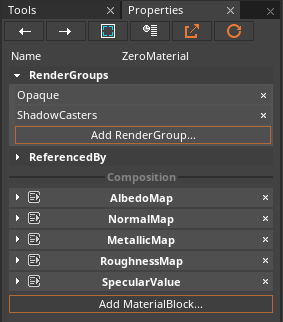 Tools × Properties × ×
Name ZeroMaterial
RenderGroups
Opaque ×
ShadowCasters ×
Add RenderGroup...
ReferencedBy
Composition
AlbedoMap ×
NormalMap ×
MetallicMap ×
RoughnessMap ×
SpecularValue ×
Add MaterialBlock...